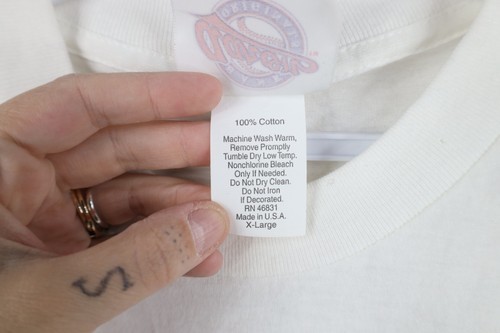 100% Cotton
Machine Wash Warm,
Remove Promptly
Tumble Dry Low Temp.
Nonchlorine Bleach
Only If Needed.
Do Not Dry Clean.
Do Not Iron
if Decorated.
RN 46831
Made in U.S.A.
X-Large
S